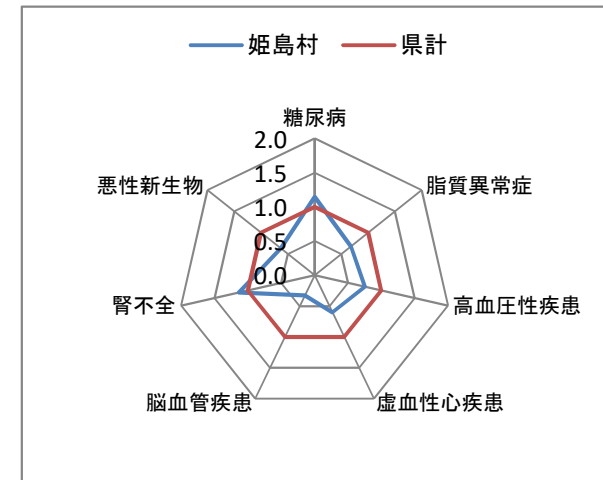 姫島村 県計
糖尿病
脂質異常症
高血圧性疾患
虚血性心疾患
脳血管疾患
腎不全
悪性新生物
2.0
1.5
1.0
0.5
0.0